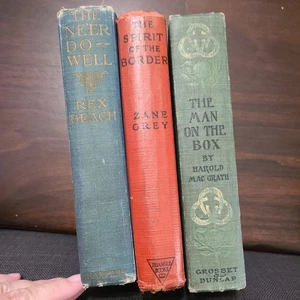 THE
NE'ER
DO—
WELL
REX
BEACH
THE
SPIRIT
OF THE
BORDER
ZANE
GREY
THE
MAN
ON THE
BOX
BY
HAROLD
MAC GRATH
GROSSET
&
DUNLAP